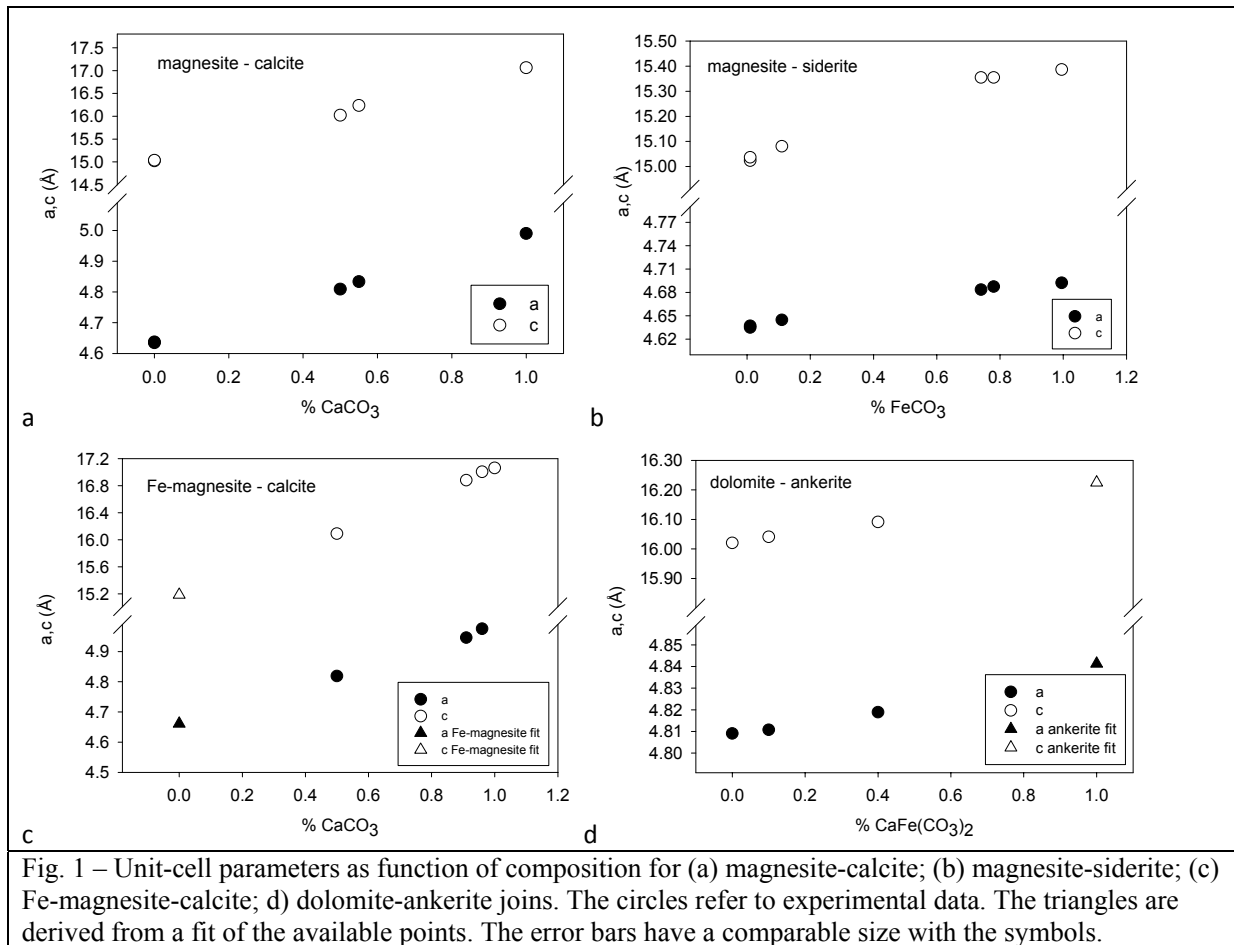 magnesite - calcite
17.5
17.0
16.5
16.0
15.5
15.0
14.5
5.0
4.9
4.8
4.7
4.6
a,c (Å)
a
c
0.0 0.2 0.4 0.6 0.8 1.0
% CaCO3
a
magnesite - siderite
15.50
15.40
15.30
15.20
15.10
15.00
4.77
4.74
4.71
4.68
4.65
4.62
a,c (Å)
a
c
0.0 0.2 0.4 0.6 0.8 1.0 1.2
% FeCO3
b
Fe-magnesite - calcite
17.2
16.8
16.0
15.2
4.9
4.8
4.7
4.6
4.5
a,c (Å)
a
c
a Fe-magnesite fit
c Fe-magnesite fit
0.0 0.2 0.4 0.6 0.8 1.0 1.2
% CaCO3
c
dolomite - ankerite
16.30
16.20
16.10
16.00
15.90
4.85
4.84
4.83
4.82
4.81
4.80
a,c (Å)
a
c
a ankerite fit
c ankerite fit
0.0 0.2 0.4 0.6 0.8 1.0
% CaFe(CO3)2
d
Fig. 1 – Unit-cell parameters as function of composition for (a) magnesite-calcite; (b) magnesite-siderite; (c)
Fe-magnesite-calcite; d) dolomite-ankerite joins. The circles refer to experimental data. The triangles are
derived from a fit of the available points. The error bars have a comparable size with the symbols.